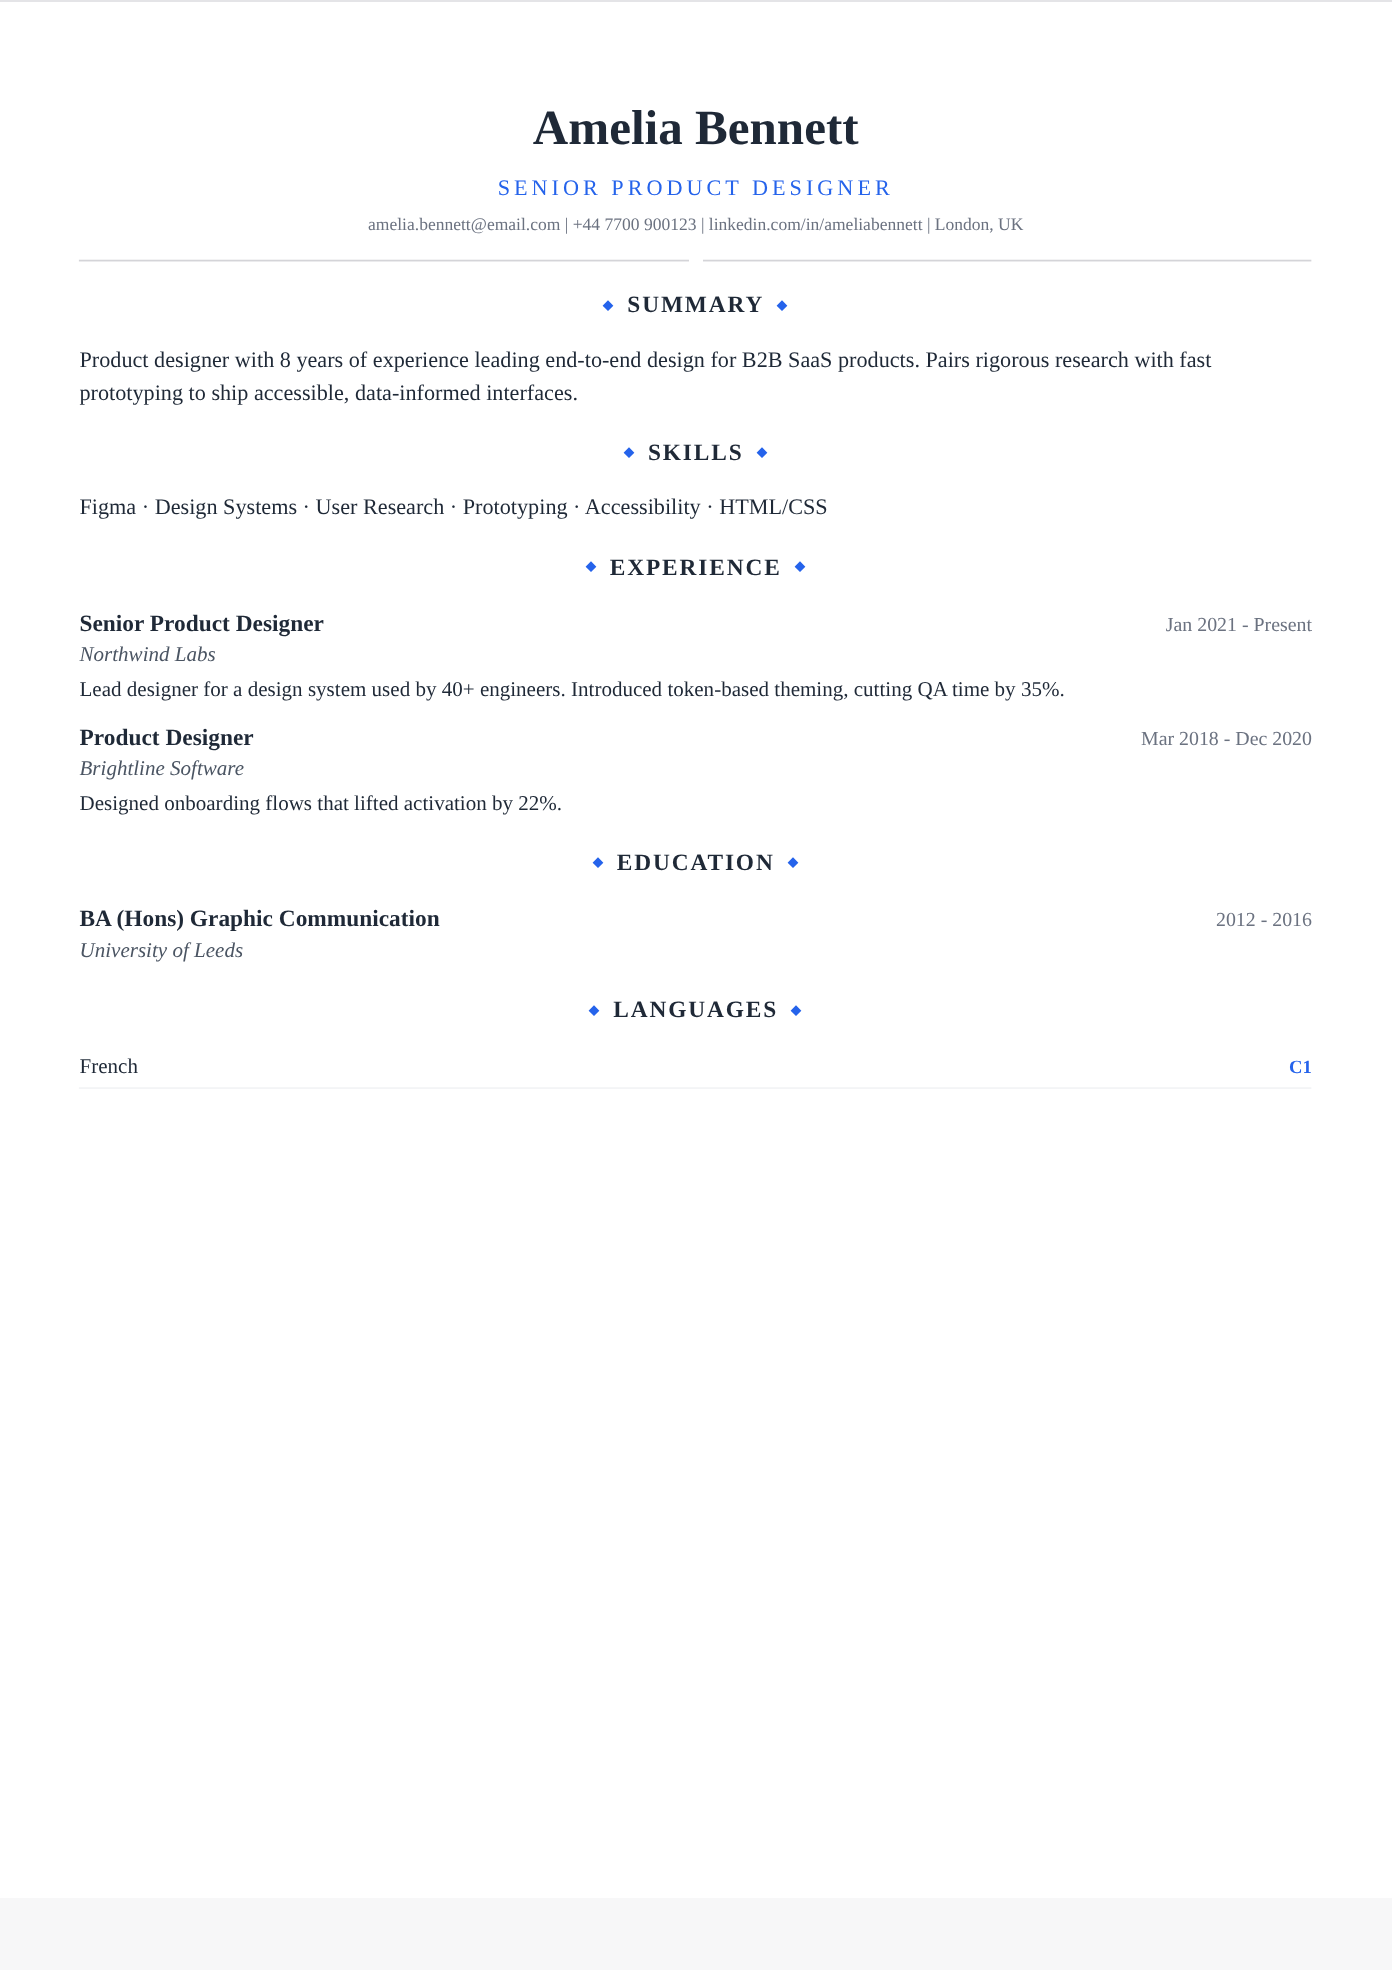 Amelia Bennett
SENIOR PRODUCT DESIGNER
amelia.bennett@email.com | +44 7700 900123 | linkedin.com/in/ameliabennett | London, UK
◆ SUMMARY ◆
Product designer with 8 years of experience leading end-to-end design for B2B SaaS products. Pairs rigorous research with fast
prototyping to ship accessible, data-informed interfaces.
◆ SKILLS ◆
Figma · Design Systems · User Research · Prototyping · Accessibility · HTML/CSS
◆ EXPERIENCE ◆
Senior Product Designer Jan 2021 - Present
Northwind Labs
Lead designer for a design system used by 40+ engineers. Introduced token-based theming, cutting QA time by 35%.
Product Designer Mar 2018 - Dec 2020
Brightline Software
Designed onboarding flows that lifted activation by 22%.
◆ EDUCATION ◆
BA (Hons) Graphic Communication 2012 - 2016
University of Leeds
◆ LANGUAGES ◆
French C1